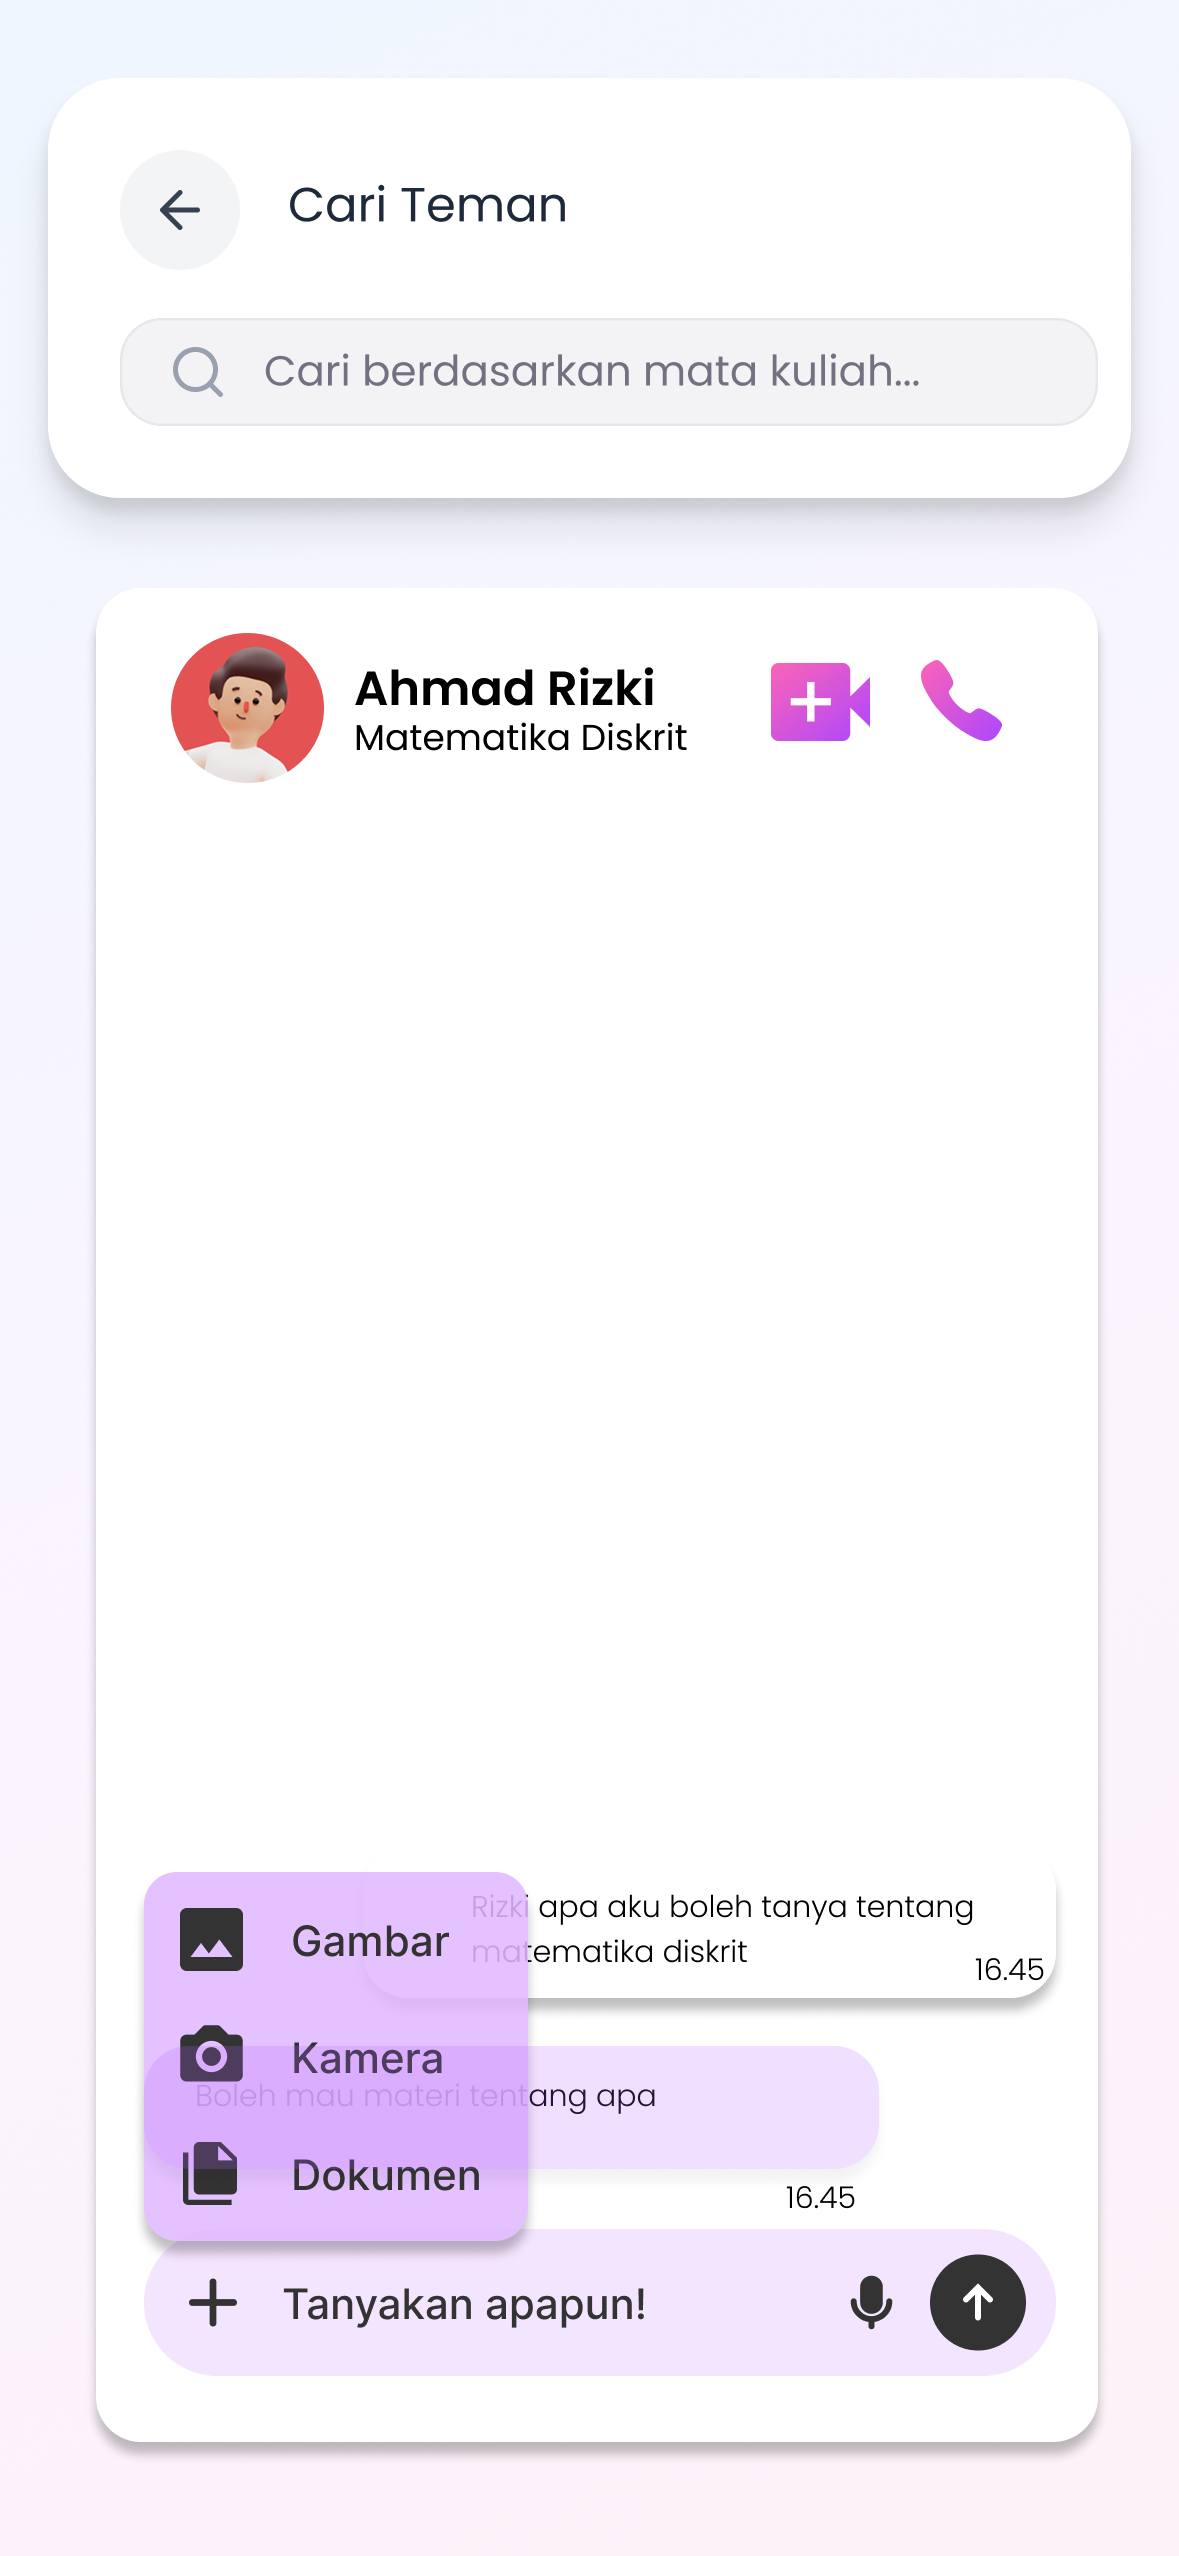 Cari Teman
Cari berdasarkan mata kuliah...
Ahmad Rizki
Matematika Diskrit
Rizki apa aku boleh tanya tentang
matematika diskrit
16.45
Gambar
Kamera
Boleh mau materi tentang apa
Dokumen
16.45
Tanyakan apapun!